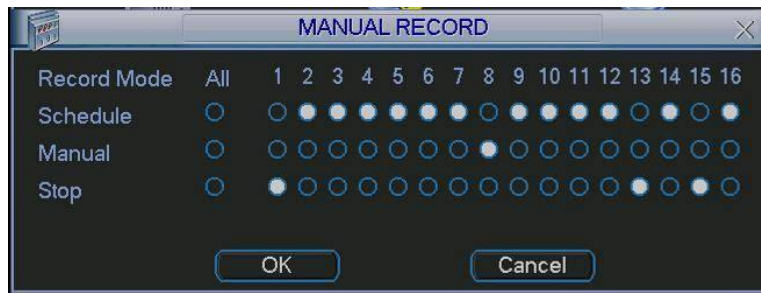 MANUAL RECORD
Record Mode All 1 2 3 4 5 6 7 8 9 10 11 12 13 14 15 16
Schedule
Manual
Stop
OK Cancel